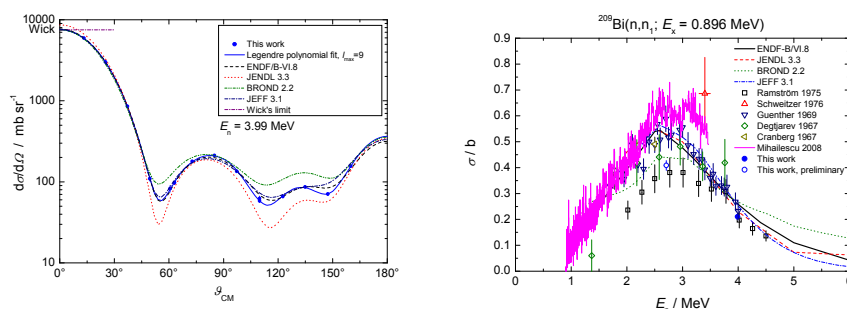 10000
Wick
1000
100
10
dσ/dΩ / mb sr⁻¹
This work
Legendre polynomial fit, l_max=9
ENDF/B-VI.8
JENDL 3.3
BROND 2.2
JEFF 3.1
Wick's limit
E_n = 3.99 MeV
0° 30° 60° 90° 120° 150° 180°
ϑ_CM
²⁰⁹Bi(n,n₁; E_x = 0.896 MeV)
0.9
0.8
0.7
0.6
0.5
0.4
0.3
0.2
0.1
0.0
σ / b
ENDF-B/VI.8
JENDL 3.3
BROND 2.2
JEFF 3.1
Ramström 1975
Schweitzer 1976
Guenther 1969
Degtjarev 1967
Cranberg 1967
Mihailescu 2008
This work
This work, preliminary
0 1 2 3 4 5 6
/ MeV